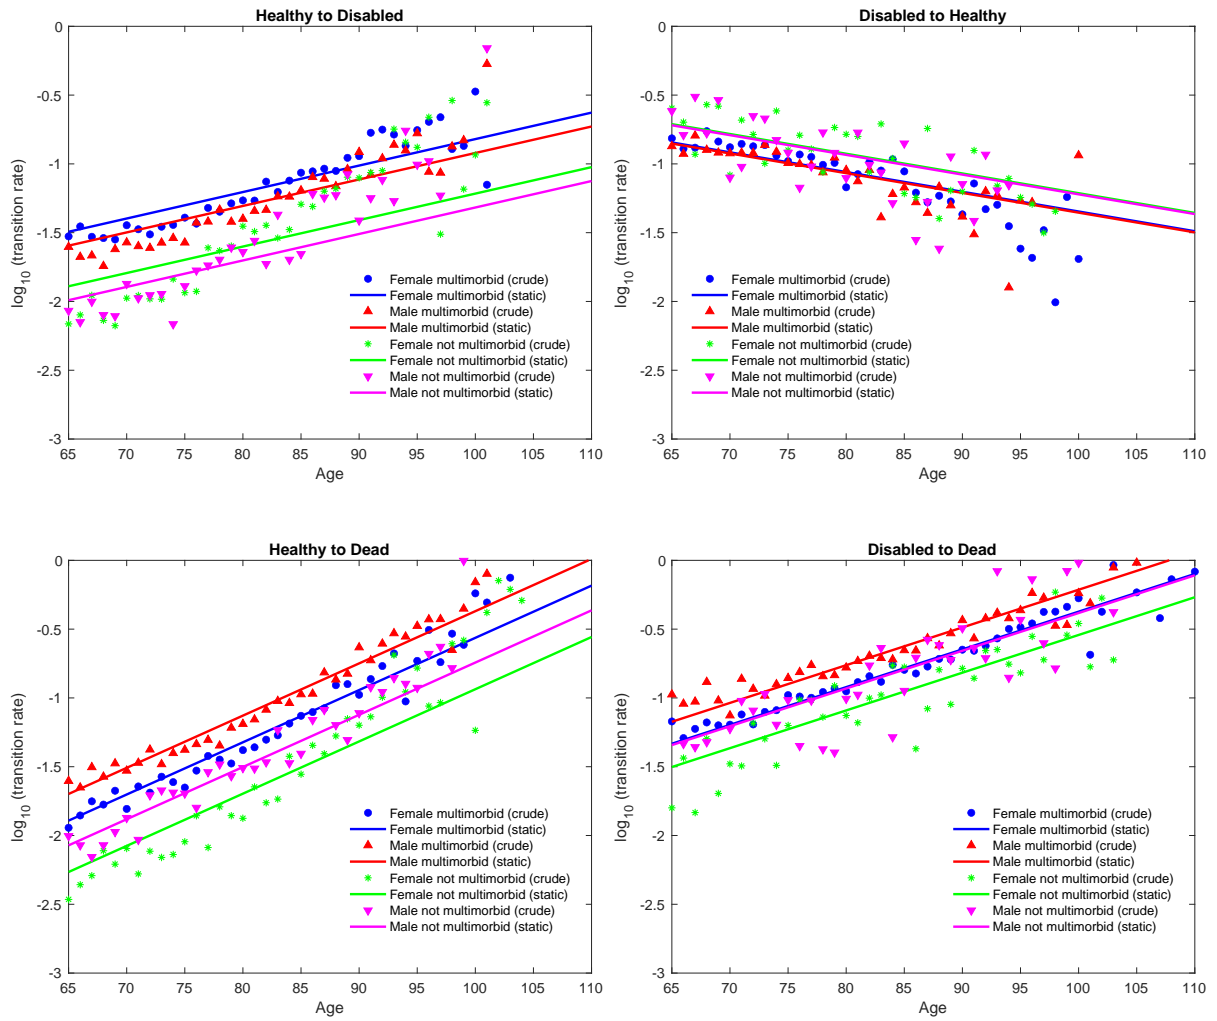 Healthy to Disabled
0
-0.5
-1
-1.5
-2
-2.5
-3
log10 (transition rate)
65 70 75 80 85 90 95 100 105 110
Age
Female multimorbid (crude)
Female multimorbid (static)
Male multimorbid (crude)
Male multimorbid (static)
Female not multimorbid (crude)
Female not multimorbid (static)
Male not multimorbid (crude)
Male not multimorbid (static)
Disabled to Healthy
0
-0.5
-1
-1.5
-2
-2.5
-3
log10 (transition rate)
65 70 75 80 85 90 95 100 105 110
Age
Female multimorbid (crude)
Female multimorbid (static)
Male multimorbid (crude)
Male multimorbid (static)
Female not multimorbid (crude)
Female not multimorbid (static)
Male not multimorbid (crude)
Male not multimorbid (static)
Healthy to Dead
0
-0.5
-1
-1.5
-2
-2.5
-3
log10 (transition rate)
65 70 75 80 85 90 95 100 105 110
Age
Female multimorbid (crude)
Female multimorbid (static)
Male multimorbid (crude)
Male multimorbid (static)
Female not multimorbid (crude)
Female not multimorbid (static)
Male not multimorbid (crude)
Male not multimorbid (static)
Disabled to Dead
0
-0.5
-1
-1.5
-2
-2.5
-3
log10 (transition rate)
65 70 75 80 85 90 95 100 105 110
Age
Female multimorbid (crude)
Female multimorbid (static)
Male multimorbid (crude)
Male multimorbid (static)
Female not multimorbid (crude)
Female not multimorbid (static)
Male not multimorbid (crude)
Male not multimorbid (static)